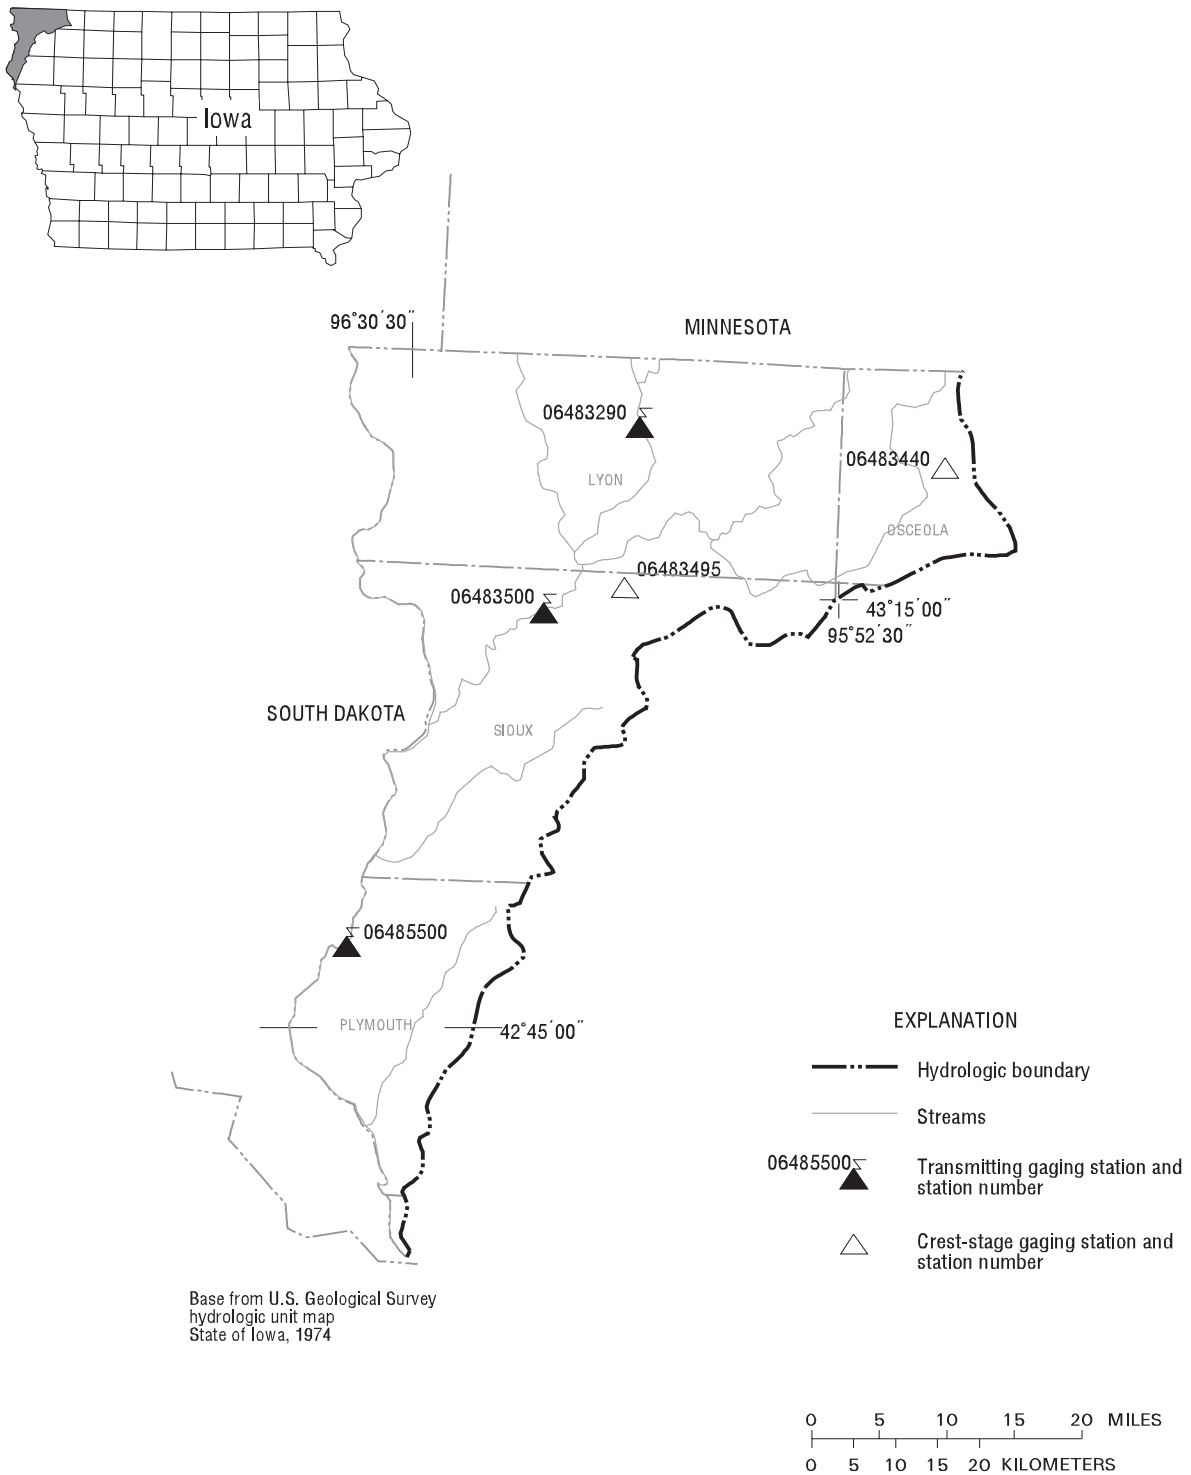 Iowa
96°30′30″
MINNESOTA
06483290
06483440
LYON
OSCEOLA
06483495
06483500
43°15′00″
95°52′30″
SOUTH DAKOTA
SIOUX
06485500
PLYMOUTH
42°45′00″
EXPLANATION
Hydrologic boundary
Streams
06485500
Transmitting gaging station and
station number
Crest-stage gaging station and
station number
Base from U.S. Geological Survey
hydrologic unit map
State of Iowa, 1974
0 5 10 15 20 MILES
0 5 10 15 20 KILOMETERS